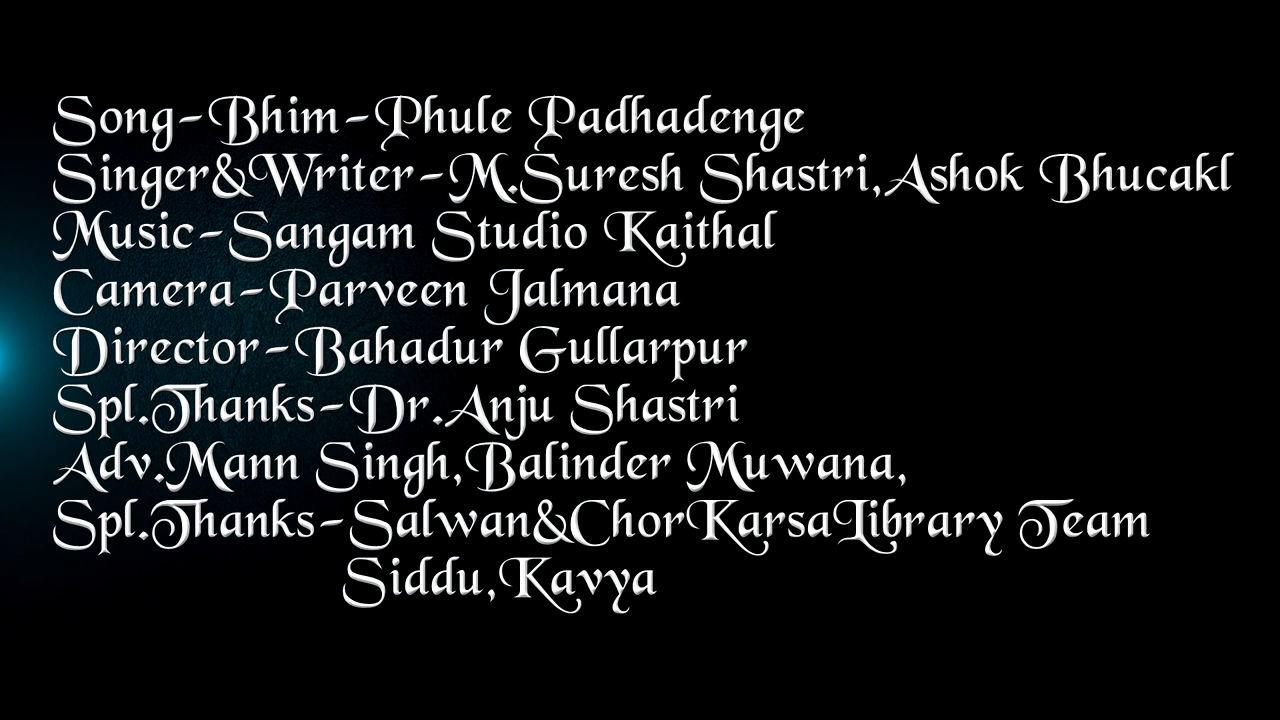 Song-Bhim-Phule Padhadenge
Singer&Writer-M.Suresh Shastri,Ashok Bhucakl
Music-Sangam Studio Kaithal
Camera-Parveen Jalmana
Director-Bahadur Gullarpur
Spl.Thanks-Dr.Anju Shastri
Adv.Mann Singh,Balinder Muwana,
Spl.Thanks-Salwan&ChorKarsaLibrary Team
Siddu,Kavya